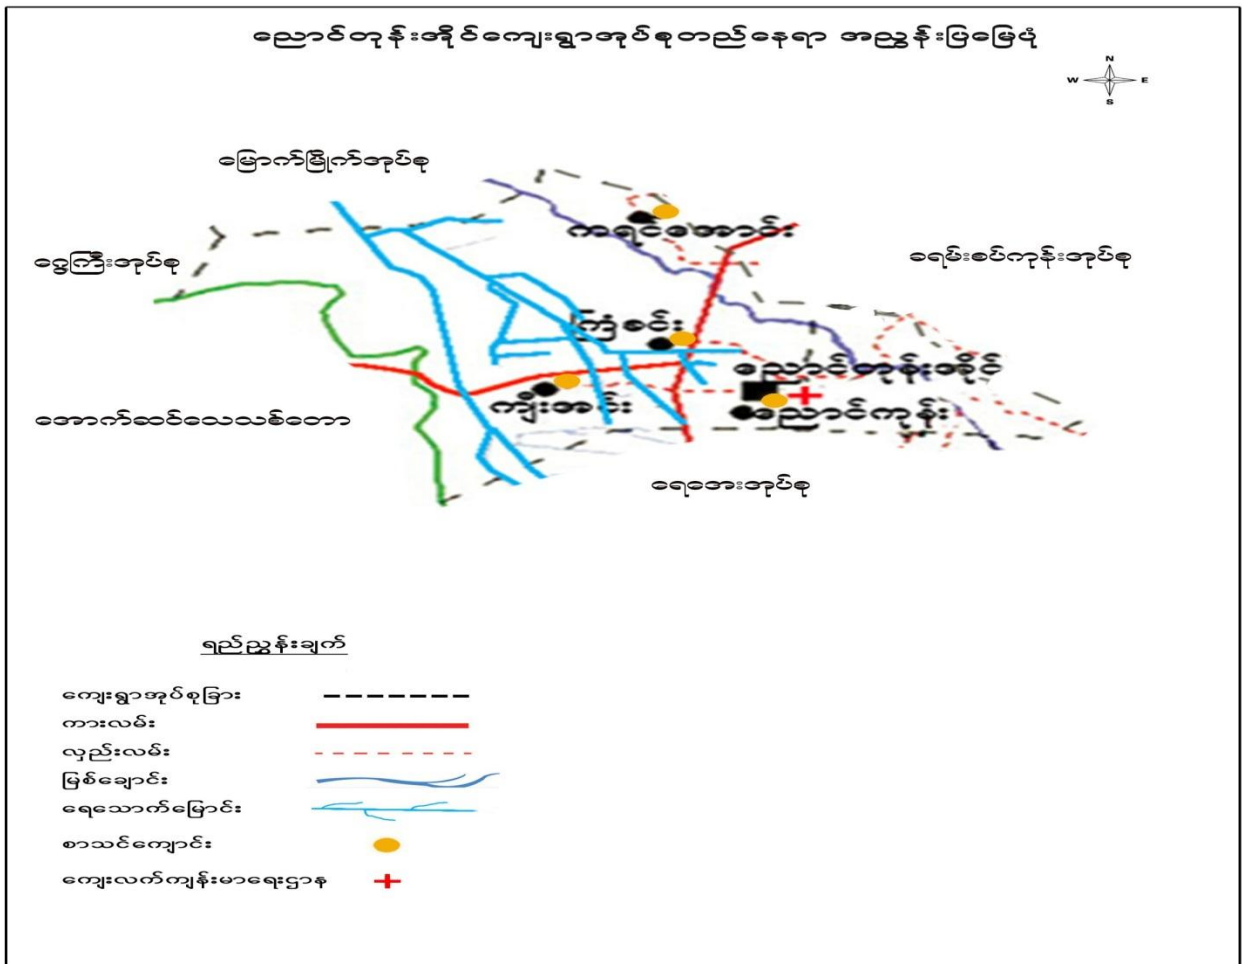 ညောင်တုန်းအိုင်ကျေးရွာအုပ်စုတည်နေရာ အညွှန်းပြမြေပုံ
N
W E
S
မြောက်မြိုက်အုပ်စု
ကရင်အောင်း
ခရမ်းစပ်ကုန်းအုပ်စု
ငွေကြီးအုပ်စု
ကြံခင်း
ညောင်တုန်းအိုင်
ကျီးအင်း
ညောင်ကုန်း
အောက်ဆင်သေသစ်တော
ရေအေးအုပ်စု
ရည်ညွှန်းချက်
ကျေးရွာအုပ်စုခြား
ကားလမ်း
လှည်းလမ်း
မြစ်ချောင်း
ရေသောက်မြောင်း
စာသင်ကျောင်း
ကျေးလက်ကျန်းမာရေးဌာန